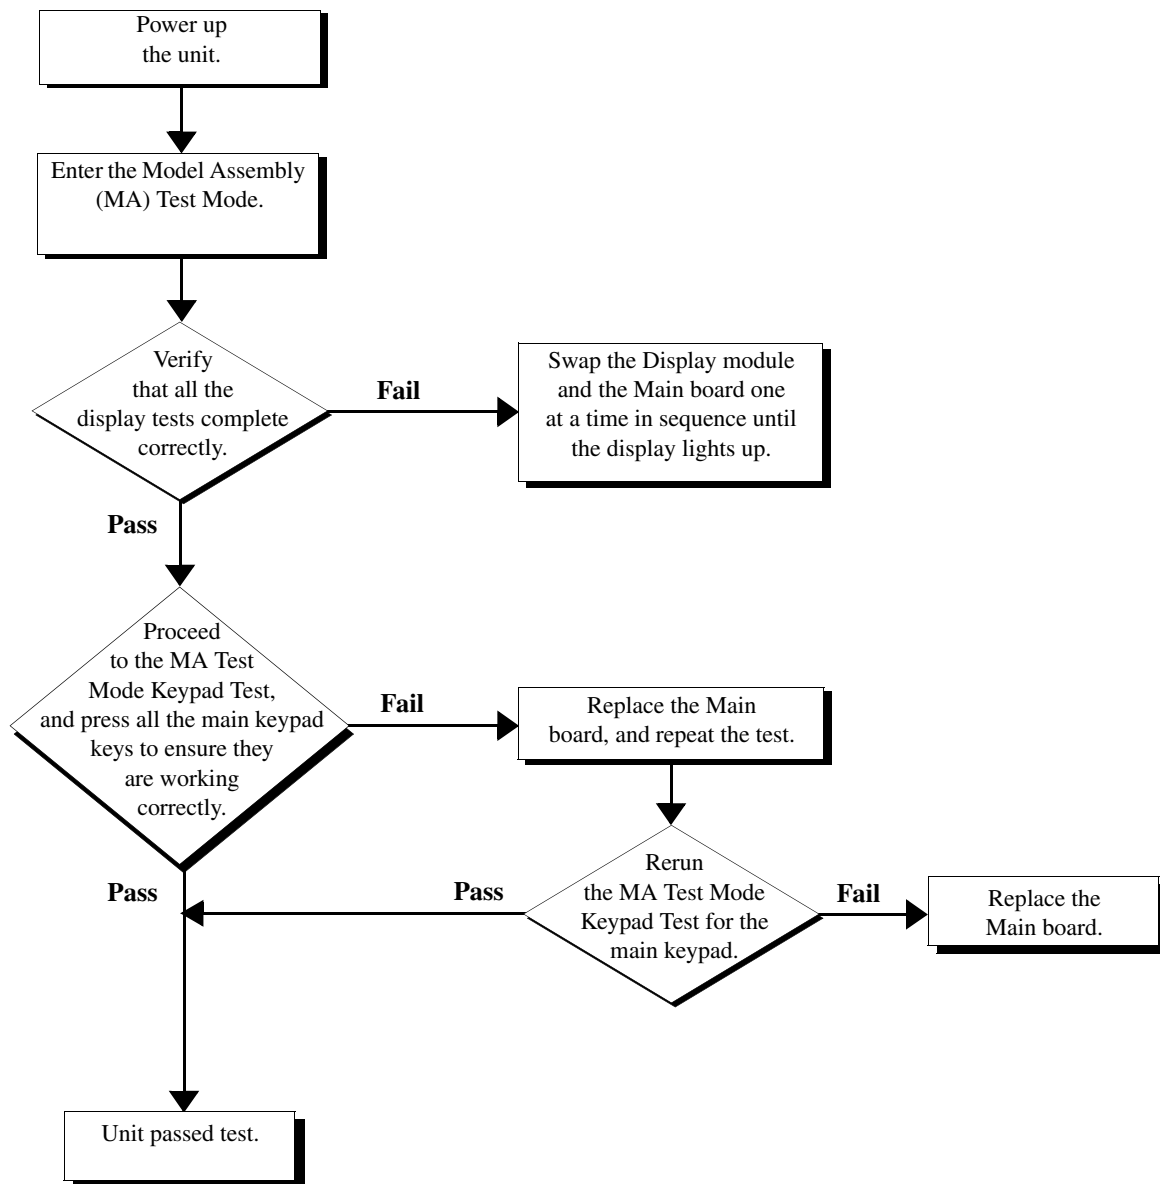 Power up
the unit.
Enter the Model Assembly
(MA) Test Mode.
Verify
that all the
display tests complete
correctly.
Fail
Swap the Display module
and the Main board one
at a time in sequence until
the display lights up.
Pass
Proceed
to the MA Test
Mode Keypad Test,
and press all the main keypad
keys to ensure they
are working
correctly.
Fail
Replace the Main
board, and repeat the test.
Pass
Pass
Rerun
the MA Test Mode
Keypad Test for the
main keypad.
Fail
Replace the
Main board.
Unit passed test.